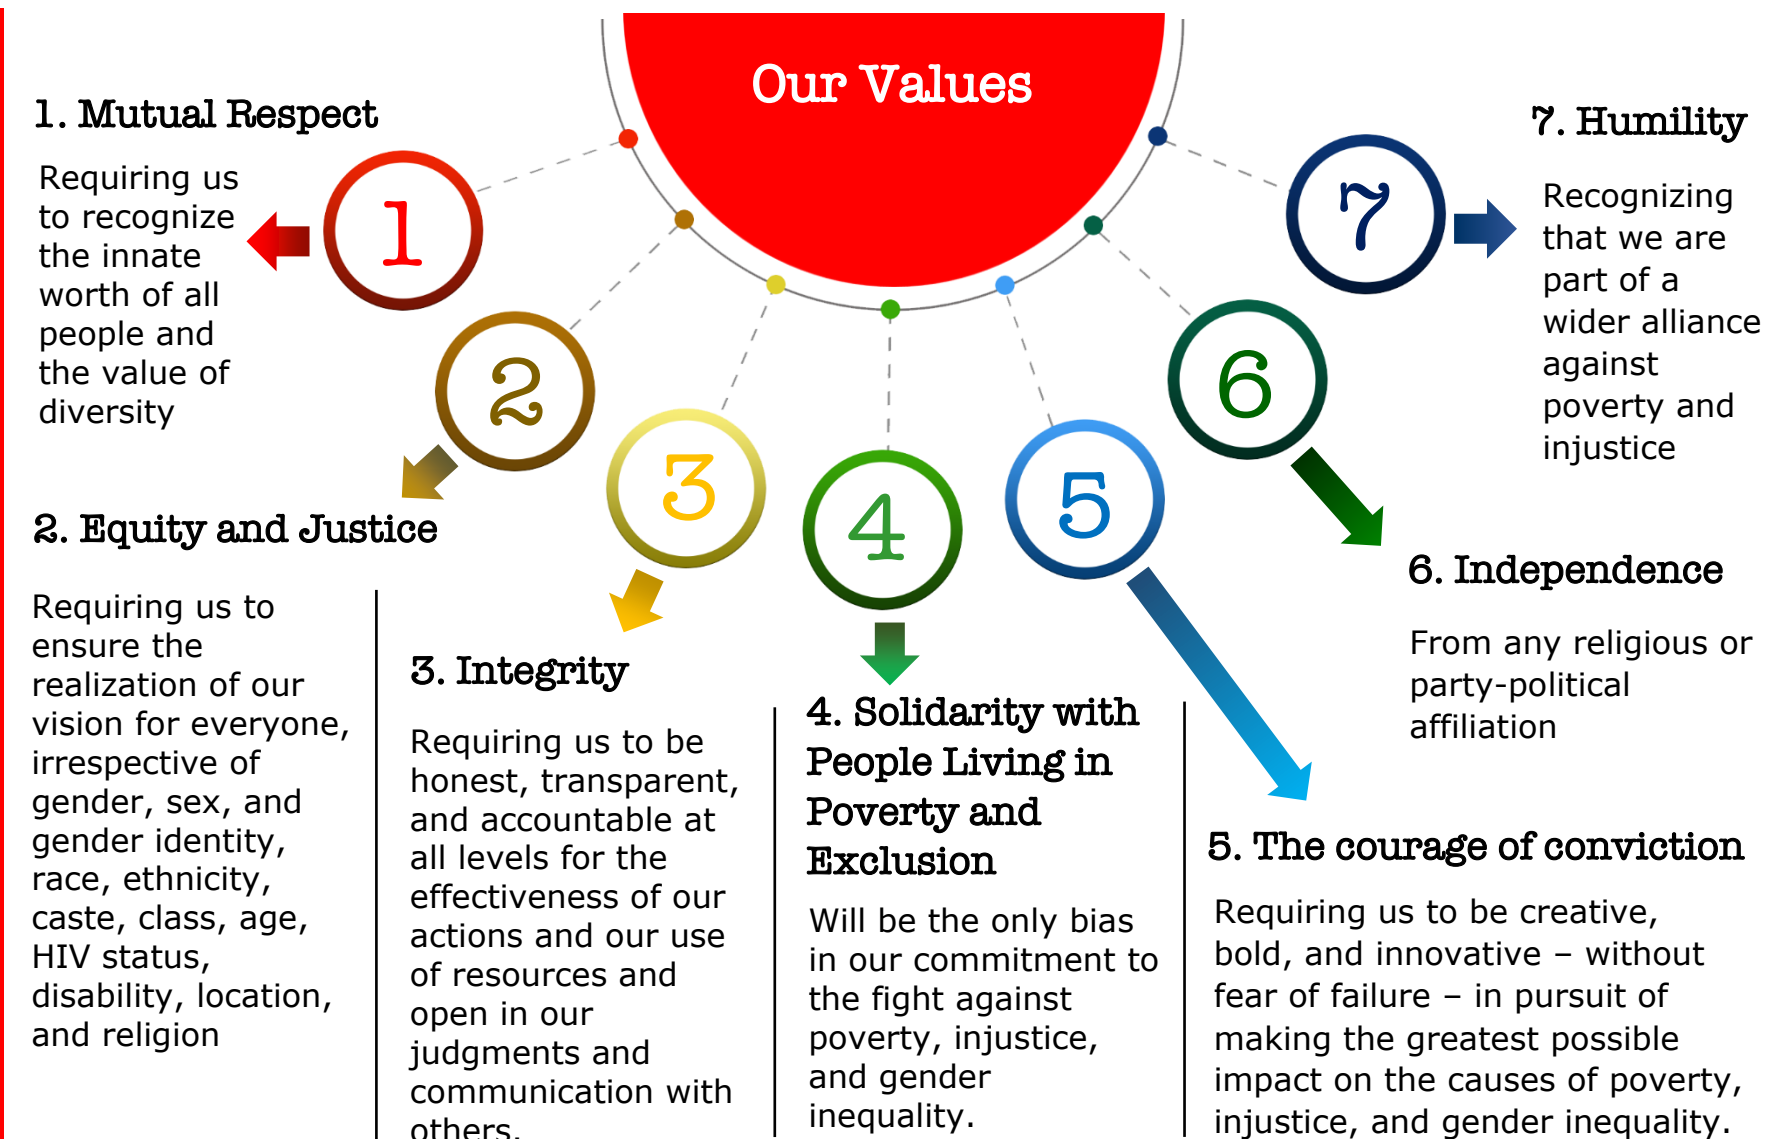 Our Values
1. Mutual Respect
Requiring us
to recognize
the innate
worth of all
people and
the value of
diversity
1
2
2. Equity and Justice
Requiring us to
ensure the
realization of our
vision for everyone,
irrespective of
gender, sex, and
gender identity,
race, ethnicity,
caste, class, age,
HIV status,
disability, location,
and religion
3
3. Integrity
Requiring us to be
honest, transparent,
and accountable at
all levels for the
effectiveness of our
actions and our use
of resources and
open in our
judgments and
communication with
others.
4
4. Solidarity with
People Living in
Poverty and
Exclusion
Will be the only bias
in our commitment to
the fight against
poverty, injustice,
and gender
inequality.
5
5. The courage of conviction
Requiring us to be creative,
bold, and innovative – without
fear of failure – in pursuit of
making the greatest possible
impact on the causes of poverty,
injustice, and gender inequality.
6
6. Independence
From any religious or
party-political
affiliation
7
7. Humility
Recognizing
that we are
part of a
wider alliance
against
poverty and
injustice